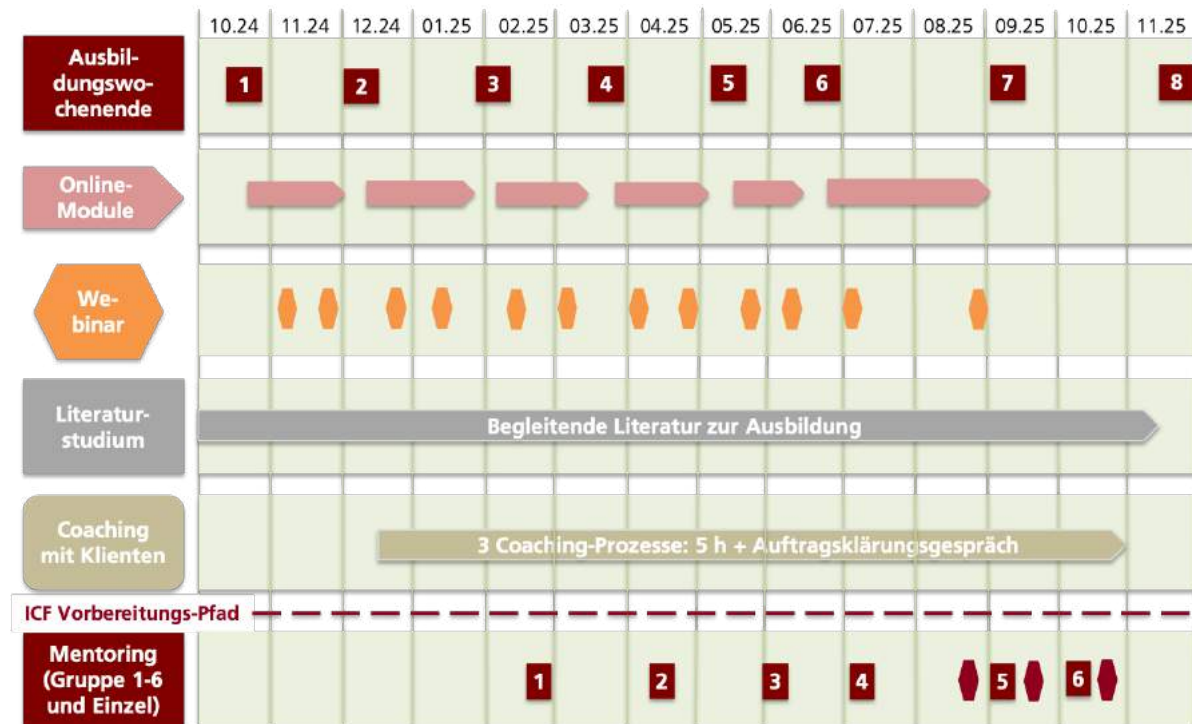 10.24 11.24 12.24 01.25 02.25 03.25 04.25 05.25 06.25 07.25 08.25 09.25 10.25 11.25
Ausbil-
dungswo-
chenende
1 2 3 4 5 6 7 8
Online-
Module
We-
binar
Literatur-
studium
Begleitende Literatur zur Ausbildung
Coaching
mit Klienten
3 Coaching-Prozesse: 5 h + Auftragsklärungsgespräch
ICF Vorbereitungs-Pfad
Mentoring
(Gruppe 1-6
und Einzel)
1 2 3 4 5 6